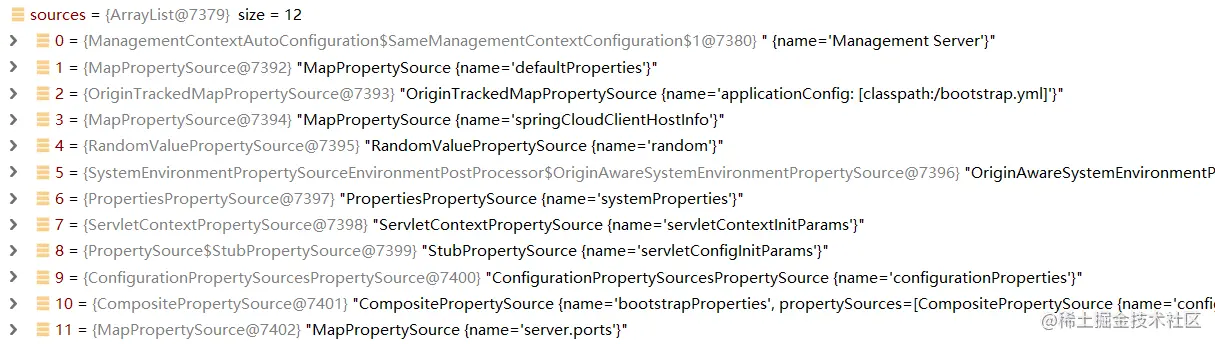 sources = {ArrayList@7379} size = 12
0 = {ManagementContextAutoConfiguration$SameManagementContextConfiguration$1@7380} " {name='Management Server'}"
1 = {MapPropertySource@7392} "MapPropertySource {name='defaultProperties'}"
2 = {OriginTrackedMapPropertySource@7393} "OriginTrackedMapPropertySource {name='applicationConfig: [classpath:/bootstrap.yml]'}"
3 = {MapPropertySource@7394} "MapPropertySource {name='springCloudClientHostInfo'}"
4 = {RandomValuePropertySource@7395} "RandomValuePropertySource {name='random'}"
5 = {SystemEnvironmentPropertySourceEnvironmentPostProcessor$OriginAwareSystemEnvironmentPropertySource@7396} "OriginAwareSystemEnvironmentP
6 = {PropertiesPropertySource@7397} "PropertiesPropertySource {name='systemProperties'}"
7 = {ServletContextPropertySource@7398} "ServletContextPropertySource {name='servletContextInitParams'}"
8 = {PropertySource$StubPropertySource@7399} "StubPropertySource {name='servletConfigInitParams'}"
9 = {ConfigurationPropertySourcesPropertySource@7400} "ConfigurationPropertySourcesPropertySource {name='configurationProperties'}"
10 = {CompositePropertySource@7401} "CompositePropertySource {name='bootstrapProperties', propertySources=[CompositePropertySource {name='confi
11 = {MapPropertySource@7402} "MapPropertySource {name='server.ports'}"
@稀土掘金技术社区